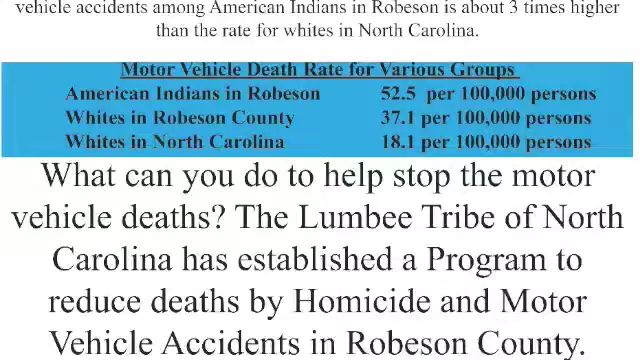 vehicle accidents among American Indians in Robeson is about 3 times higher
than the rate for whites in North Carolina.
Motor Vehicle Death Rate for Various Groups
American Indians in Robeson 52.5 per 100,000 persons
Whites in Robeson County 37.1 per 100,000 persons
Whites in North Carolina 18.1 per 100,000 persons
What can you do to help stop the motor
vehicle deaths? The Lumbee Tribe of North
Carolina has established a Program to
reduce deaths by Homicide and Motor
Vehicle Accidents in Robeson County.